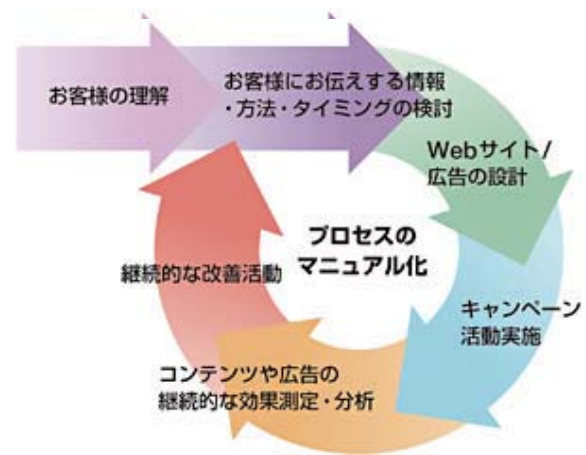 お客様の理解
お客様にお伝えする情報
・方法・タイミングの検討
Webサイト/
広告の設計
プロセスの
マニュアル化
キャンペーン
活動実施
コンテンツや広告の
継続的な効果測定・分析
継続的な改善活動